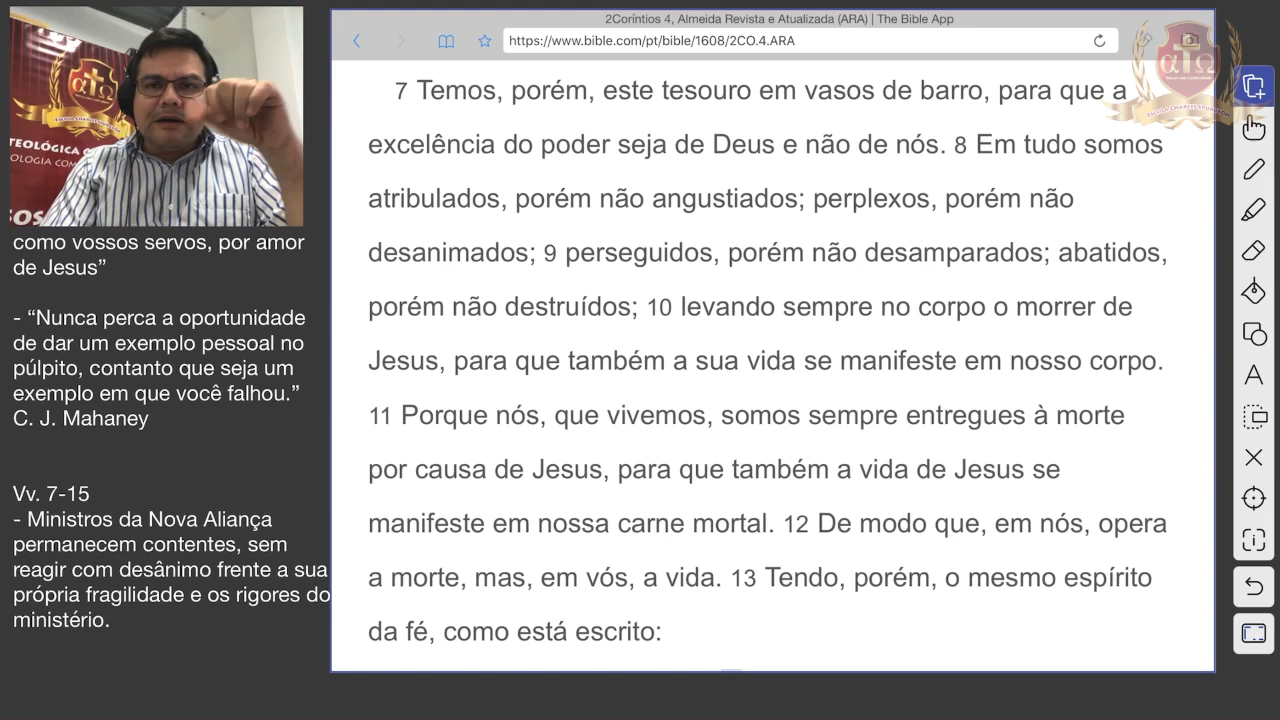 2Coríntios 4, Almeida Revista e Atualizada (ARA) | The Bible App
https://www.bible.com/pt/bible/1608/2CO.4.ARA
7 Temos, porém, este tesouro em vasos de barro, para que a
excelência do poder seja de Deus e não de nós. 8 Em tudo somos
atribulados, porém não angustiados; perplexos, porém não
desanimados; 9 perseguidos, porém não desamparados; abatidos,
porém não destruídos; 10 levando sempre no corpo o morrer de
Jesus, para que também a sua vida se manifeste em nosso corpo.
11 Porque nós, que vivemos, somos sempre entregues à morte
por causa de Jesus, para que também a vida de Jesus se
manifeste em nossa carne mortal. 12 De modo que, em nós, opera
a morte, mas, em vós, a vida. 13 Tendo, porém, o mesmo espírito
da fé, como está escrito:
como vossos servos, por amor
de Jesus”
- “Nunca perca a oportunidade
de dar um exemplo pessoal no
púlpito, contanto que seja um
exemplo em que você falhou.”
C. J. Mahaney
Vv. 7-15
- Ministros da Nova Aliança
permanecem contentes, sem
reagir com desânimo frente a sua
própria fragilidade e os rigores do
ministério.
α Ω
ESCOLA CHARLES SPURGEON
A